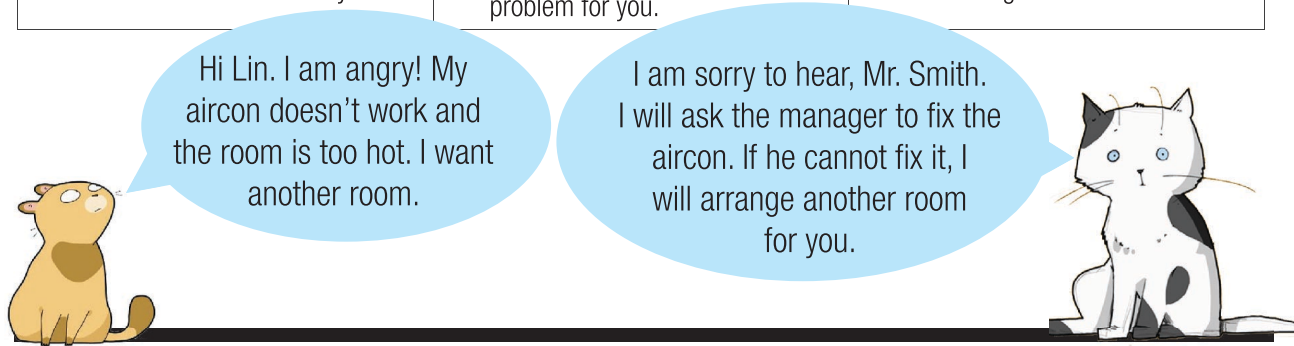 problem for you.
Hi Lin. I am angry! My
aircon doesn’t work and
the room is too hot. I want
another room.
I am sorry to hear, Mr. Smith.
I will ask the manager to fix the
aircon. If he cannot fix it, I
will arrange another room
for you.